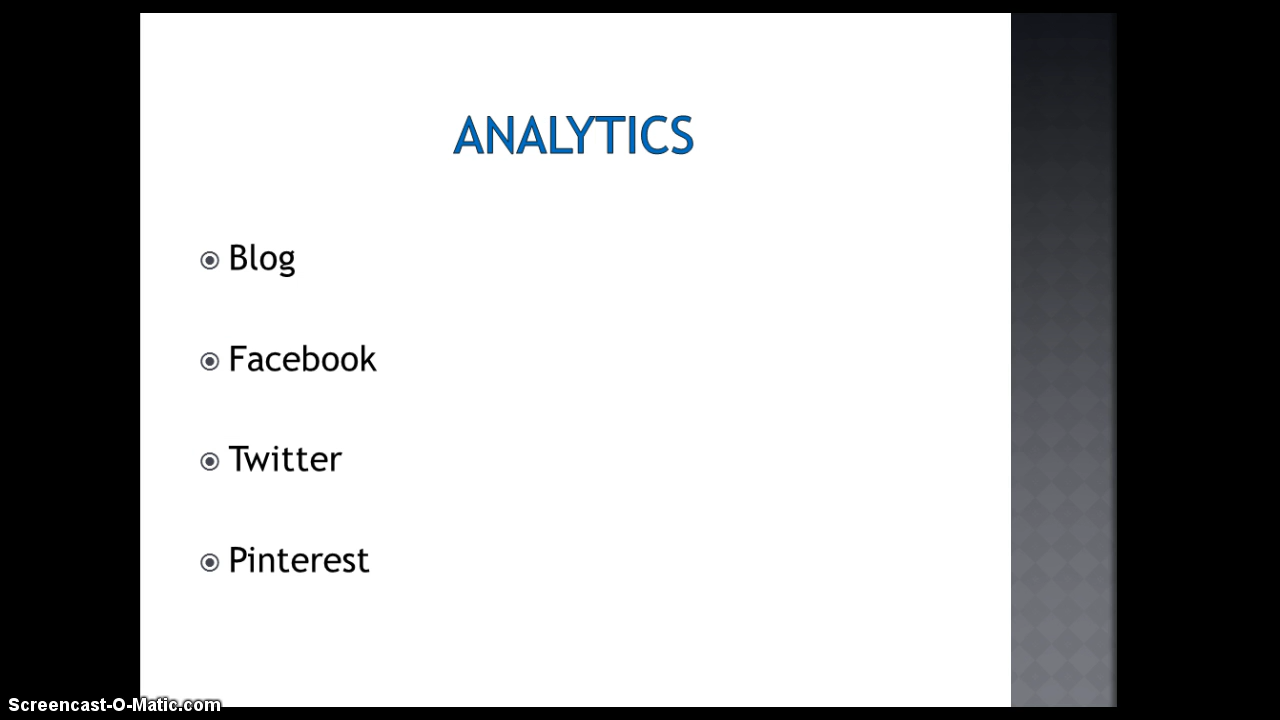 ANALYTICS
Blog
Facebook
Twitter
Pinterest
Screencast-O-Matic.com